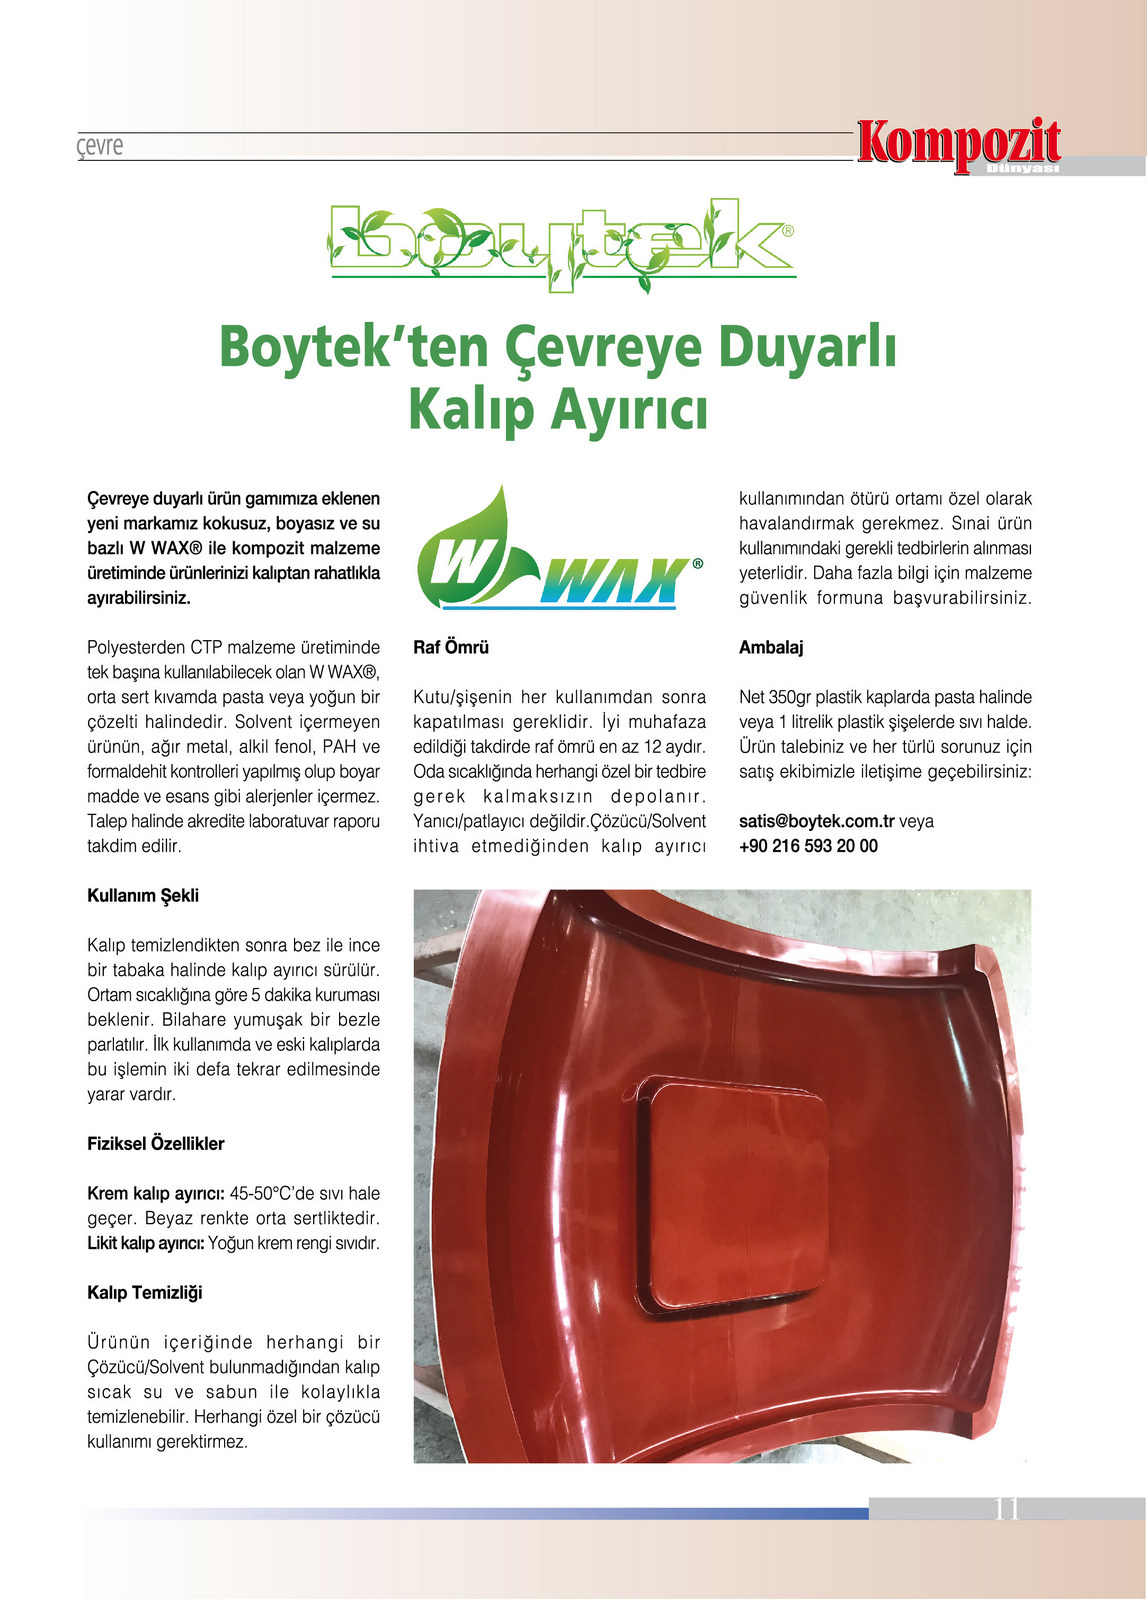 çevre
Kompozit
Dünyası
boytek®
Boytek’ten Çevreye Duyarlı
Kalıp Ayırıcı
Çevreye duyarlı ürün gamımıza eklenen
yeni markamız kokusuz, boyasız ve su
bazlı W WAX® ile kompozit malzeme
üretiminde ürünlerinizi kalıptan rahatlıkla
ayırabilirsiniz.
Polyesterden CTP malzeme üretiminde
tek başına kullanılabilecek olan W WAX®,
orta sert kıvamda pasta veya yoğun bir
çözelti halindedir. Solvent içermeyen
ürünün, ağır metal, alkil fenol, PAH ve
formaldehit kontrolleri yapılmış olup boyar
madde ve esans gibi alerjenler içermez.
Talep halinde akredite laboratuvar raporu
takdim edilir.
Kullanım Şekli
Kalıp temizlendikten sonra bez ile ince
bir tabaka halinde kalıp ayırıcı sürülür.
Ortam sıcaklığına göre 5 dakika kuruması
beklenir. Bilahare yumuşak bir bezle
parlatılır. İlk kullanımda ve eski kalıplarda
bu işlemin iki defa tekrar edilmesinde
yarar vardır.
Fiziksel Özellikler
Krem kalıp ayırıcı: 45-50°C’de sıvı hale
geçer. Beyaz renkte orta sertliktedir.
Likit kalıp ayırıcı: Yoğun krem rengi sıvıdır.
Kalıp Temizliği
Ürünün içeriğinde herhangi bir
Çözücü/Solvent bulunmadığından kalıp
sıcak su ve sabun ile kolaylıkla
temizlenebilir. Herhangi özel bir çözücü
kullanımı gerektirmez.
W WAX®
Raf Ömrü
Kutu/şişenin her kullanımdan sonra
kapatılması gereklidir. İyi muhafaza
edildiği takdirde raf ömrü en az 12 aydır.
Oda sıcaklığında herhangi özel bir tedbire
gerek kalmaksızın depolanır.
Yanıcı/patlayıcı değildir.Çözücü/Solvent
ihtiva etmediğinden kalıp ayırıcı
kullanımından ötürü ortamı özel olarak
havalandırmak gerekmez. Sınai ürün
kullanımındaki gerekli tedbirlerin alınması
yeterlidir. Daha fazla bilgi için malzeme
güvenlik formuna başvurabilirsiniz.
Ambalaj
Net 350gr plastik kaplarda pasta halinde
veya 1 litrelik plastik şişelerde sıvı halde.
Ürün talebiniz ve her türlü sorunuz için
satış ekibimizle iletişime geçebilirsiniz:
satis@boytek.com.tr veya
+90 216 593 20 00
11